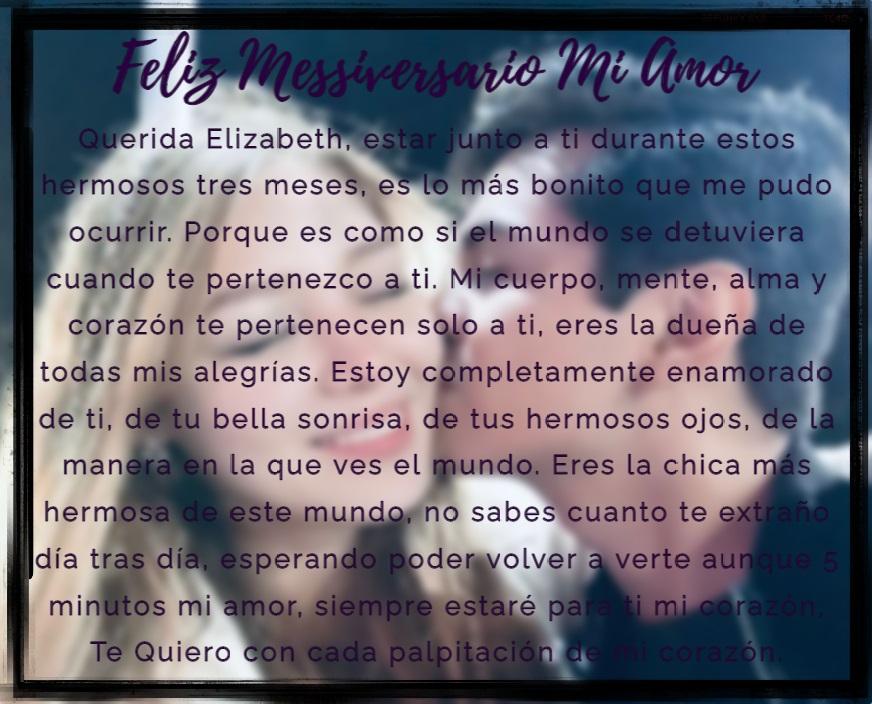 Feliz Messiversario Mi Amor
Querida Elizabeth, estar junto a ti durante estos
hermosos tres meses, es lo más bonito que me pudo
ocurrir. Porque es como si el mundo se detuviera
cuando te pertenezco a ti. Mi cuerpo, mente, alma y
corazón te pertenecen solo a ti, eres la dueña de
todas mis alegrías. Estoy completamente enamorado
de ti, de tu bella sonrisa, de tus hermosos ojos, de la
manera en la que ves el mundo. Eres la chica más
hermosa de este mundo, no sabes cuanto te extraño
día tras día, esperando poder volver a verte aunque 5
minutos mi amor, siempre estaré para ti mi corazón,
Te Quiero con cada palpitación de mi corazón.